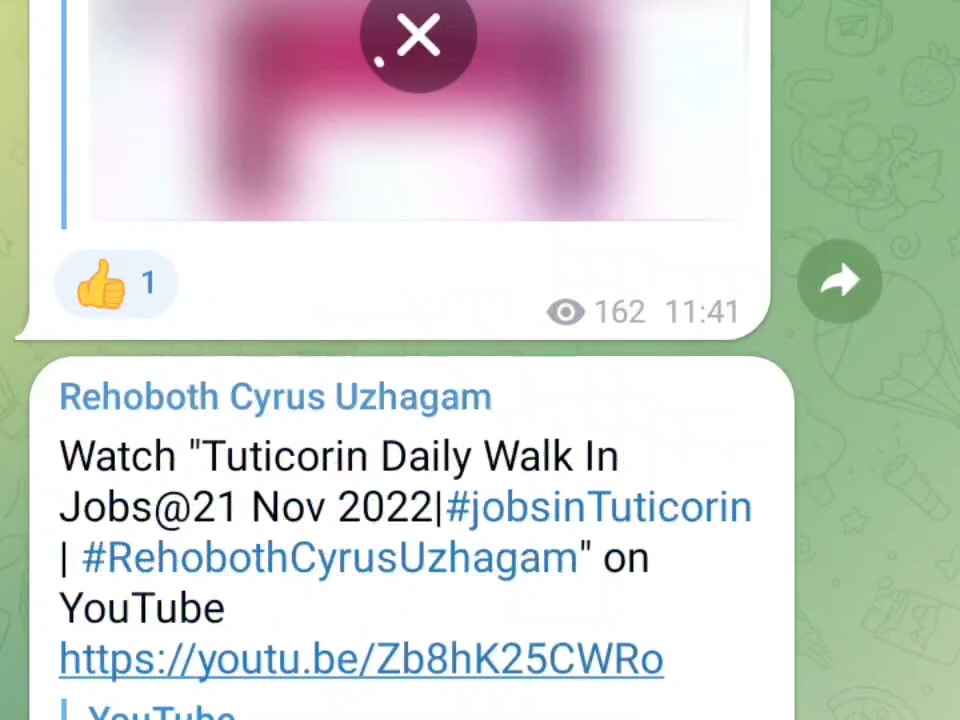 1
162 11:41
Rehoboth Cyrus Uzhagam
Watch "Tuticorin Daily Walk In
Jobs@21 Nov 2022|#jobsinTuticorin
| #RehobothCyrusUzhagam" on
YouTube
https://youtu.be/Zb8hK25CWRo
YouTube